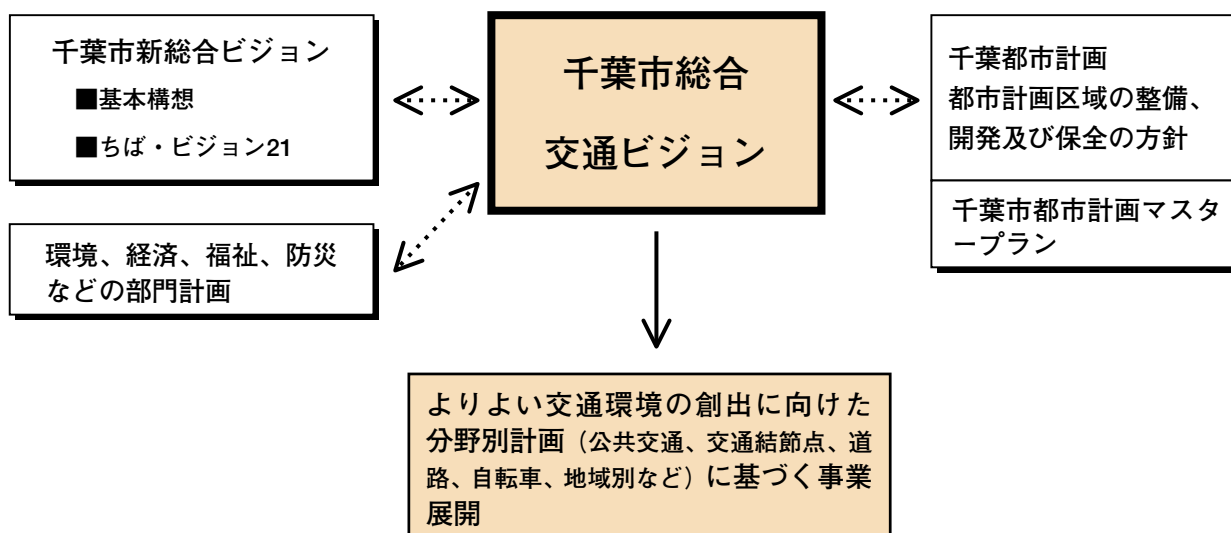 千葉市新総合ビジョン
■基本構想
■ちば・ビジョン21
千葉市総合
交通ビジョン
千葉都市計画
都市計画区域の整備、
開発及び保全の方針
千葉市都市計画マスタ
ープラン
環境、経済、福祉、防災
などの部門計画
よりよい交通環境の創出に向けた
分野別計画（公共交通、交通結節点、道
路、自転車、地域別など）に基づく事業
展開